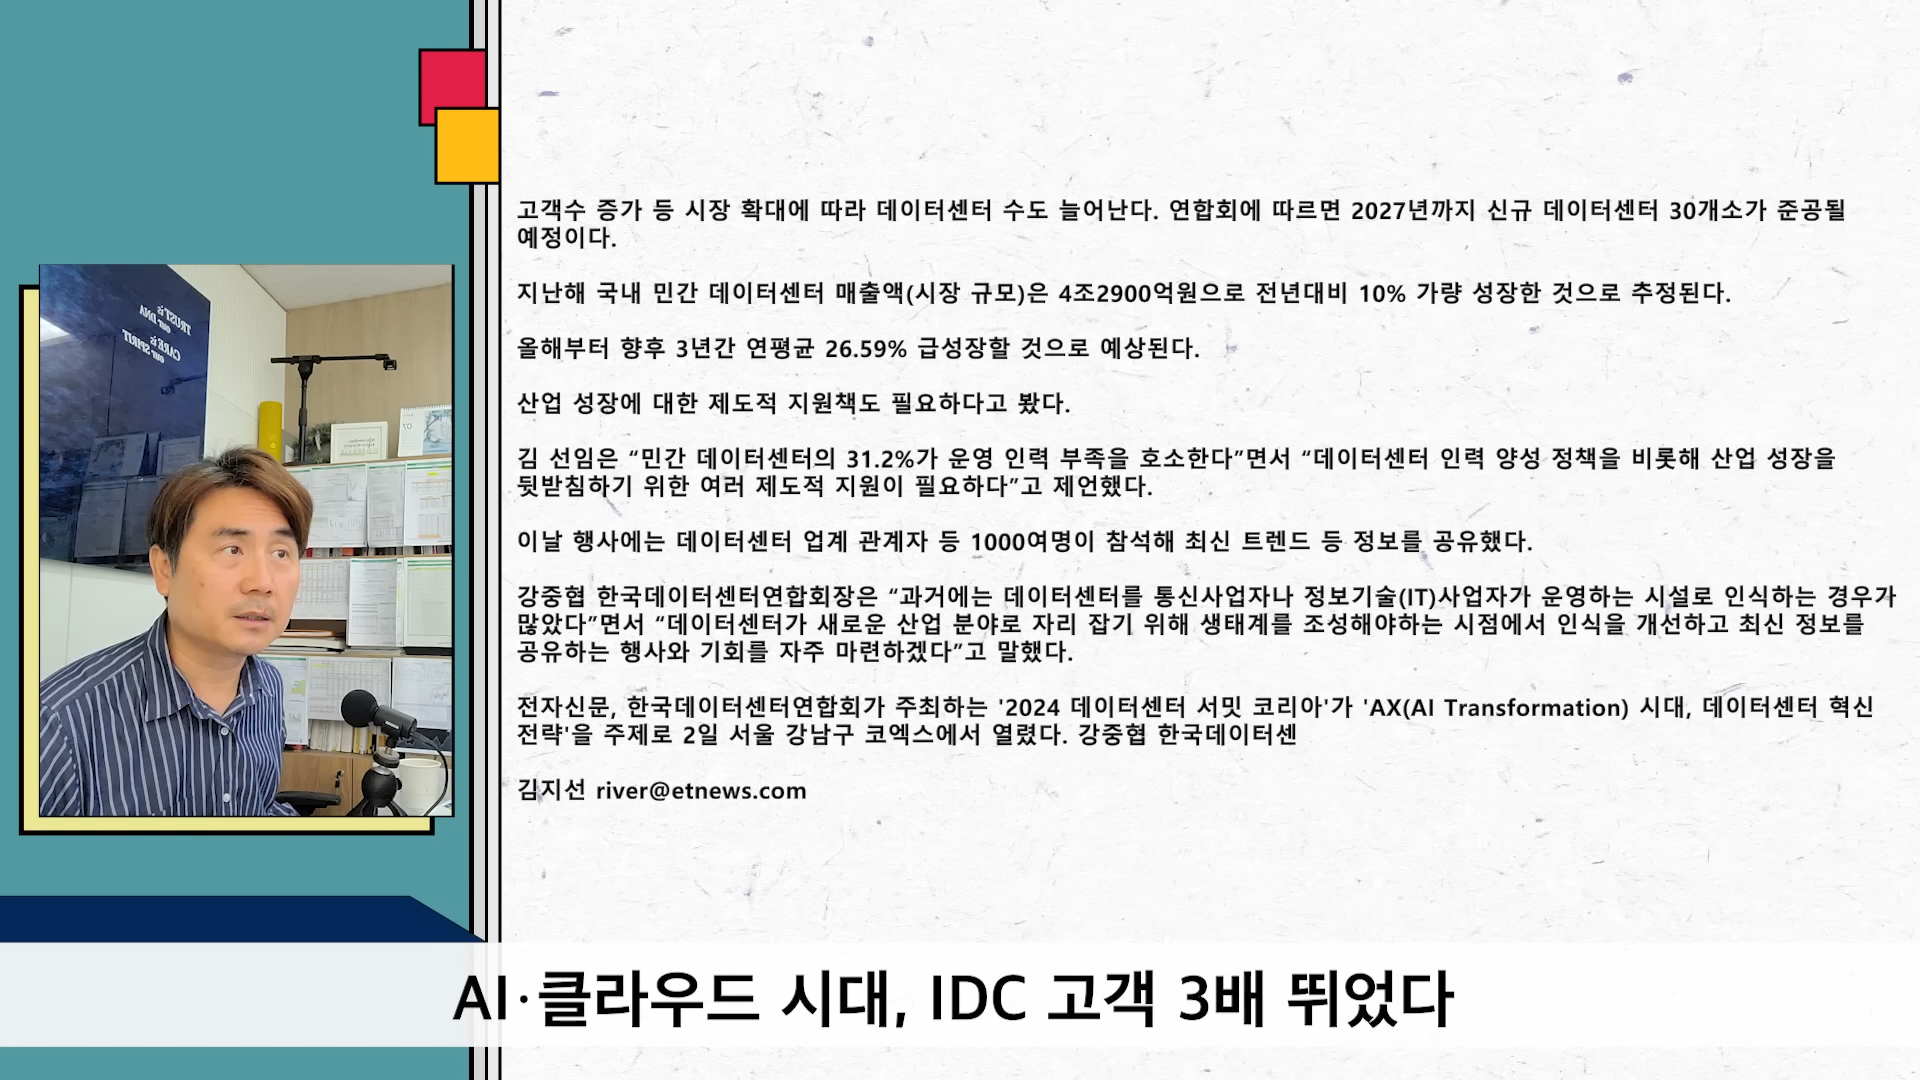 고객수 증가 등 시장 확대에 따라 데이터센터 수도 늘어난다. 연합회에 따르면 2027년까지 신규 데이터센터 30개소가 준공될
예정이다.
지난해 국내 민간 데이터센터 매출액(시장 규모)은 4조2900억원으로 전년대비 10% 가량 성장한 것으로 추정된다.
올해부터 향후 3년간 연평균 26.59% 급성장할 것으로 예상된다.
산업 성장에 대한 제도적 지원책도 필요하다고 봤다.
김 선임은 “민간 데이터센터의 31.2%가 운영 인력 부족을 호소한다”면서 “데이터센터 인력 양성 정책을 비롯해 산업 성장을
뒷받침하기 위한 여러 제도적 지원이 필요하다”고 제언했다.
이날 행사에는 데이터센터 업계 관계자 등 1000여명이 참석해 최신 트렌드 등 정보를 공유했다.
강중협 한국데이터센터연합회장은 “과거에는 데이터센터를 통신사업자나 정보기술(IT)사업자가 운영하는 시설로 인식하는 경우가
많았다”면서 “데이터센터가 새로운 산업 분야로 자리 잡기 위해 생태계를 조성해야하는 시점에서 인식을 개선하고 최신 정보를
공유하는 행사와 기회를 자주 마련하겠다”고 말했다.
전자신문, 한국데이터센터연합회가 주최하는 '2024 데이터센터 서밋 코리아'가 'AX(AI Transformation) 시대, 데이터센터 혁신
전략'을 주제로 2일 서울 강남구 코엑스에서 열렸다. 강중협 한국데이터센
김지선 river@etnews.com
TRUST is
our DNA
CARE is
our SPIRIT
07
AI·클라우드 시대, IDC 고객 3배 뛰었다